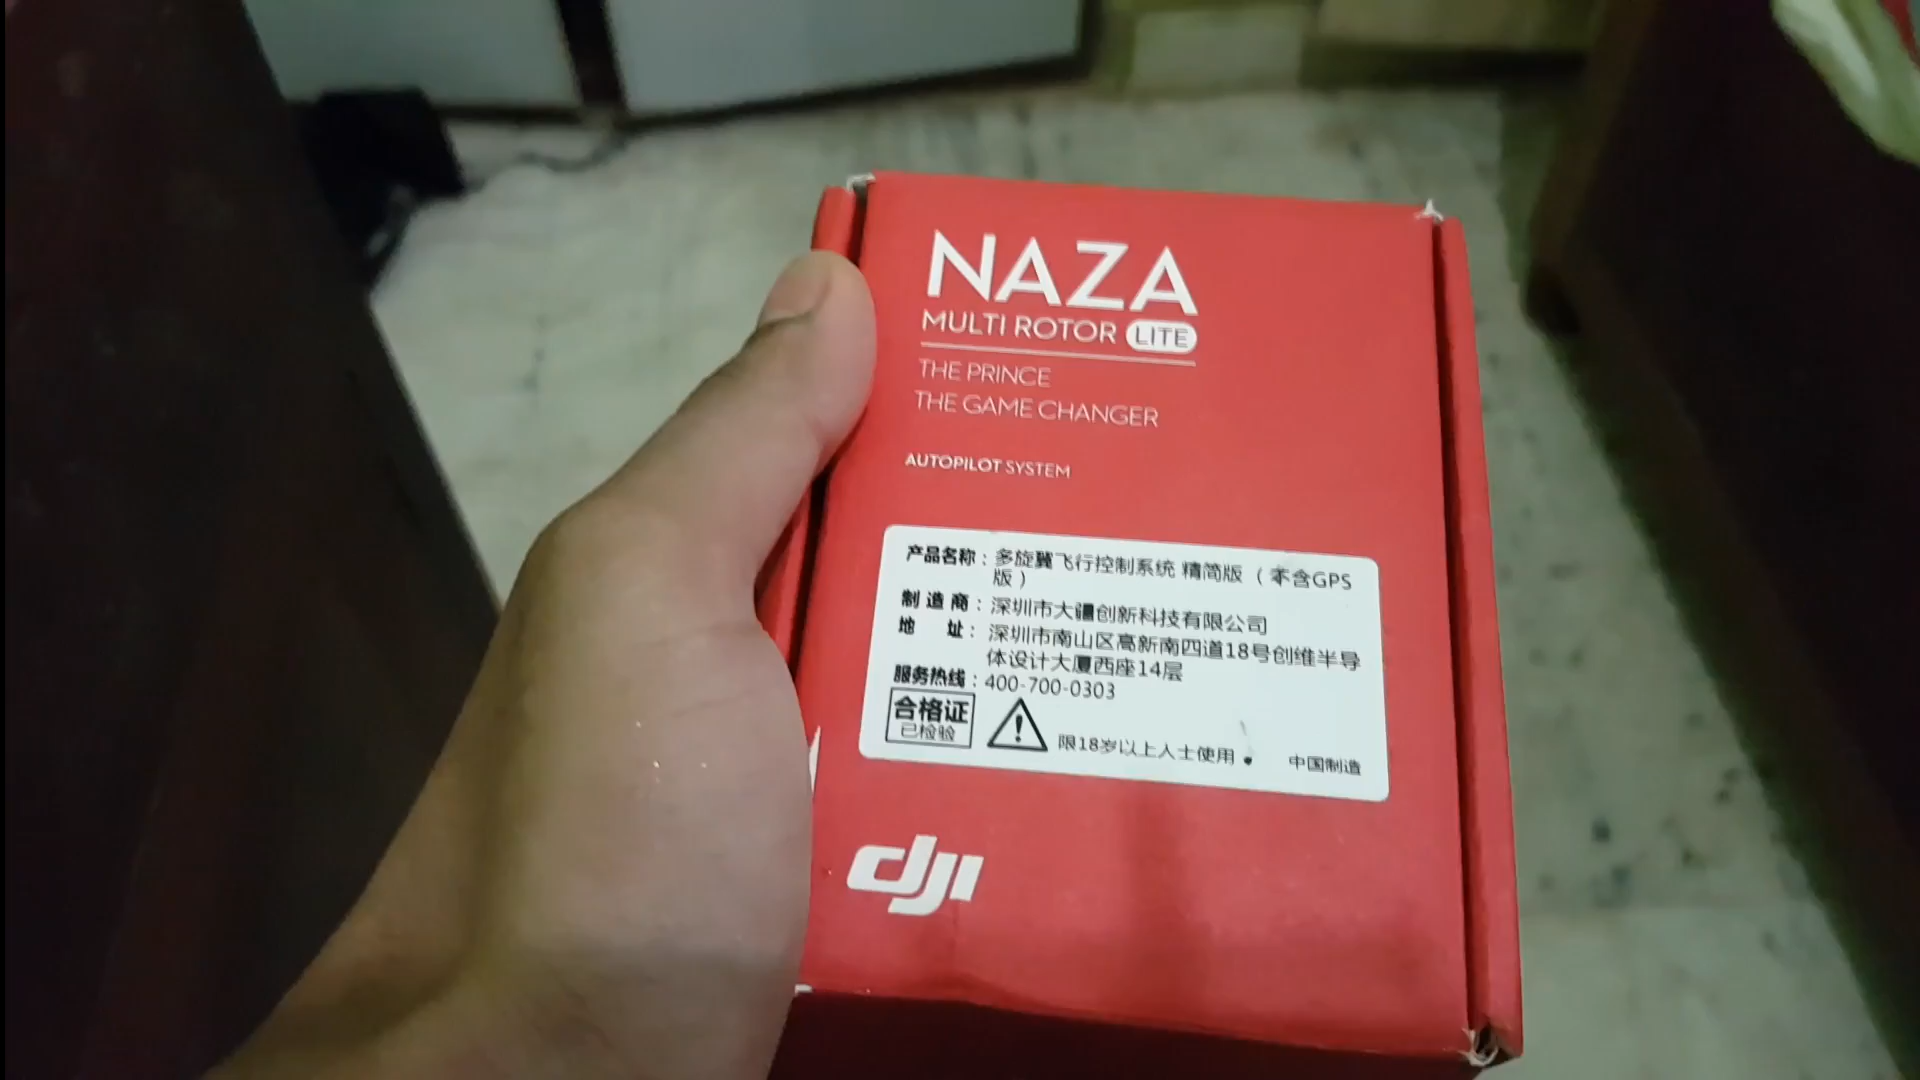 NAZA
MULTI ROTOR LITE
THE PRINCE
THE GAME CHANGER
AUTOPILOT SYSTEM
产品名称：多旋翼飞行控制系统 精简版（不含GPS
版）
制造商：深圳市大疆创新科技有限公司
地 址：深圳市南山区高新南四道18号创维半导
体设计大厦西座14层
服务热线：400-700-0303
合格证
已检验
限18岁以上人士使用。
中国制造
dji